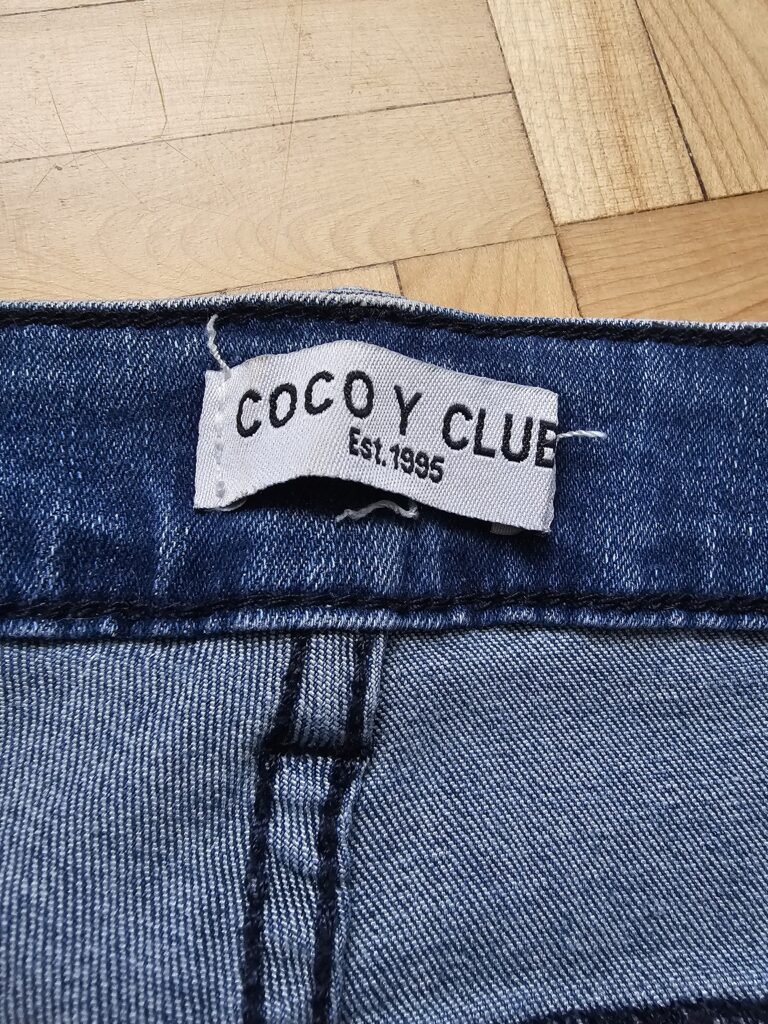 COCO Y CLUB
Est. 1995